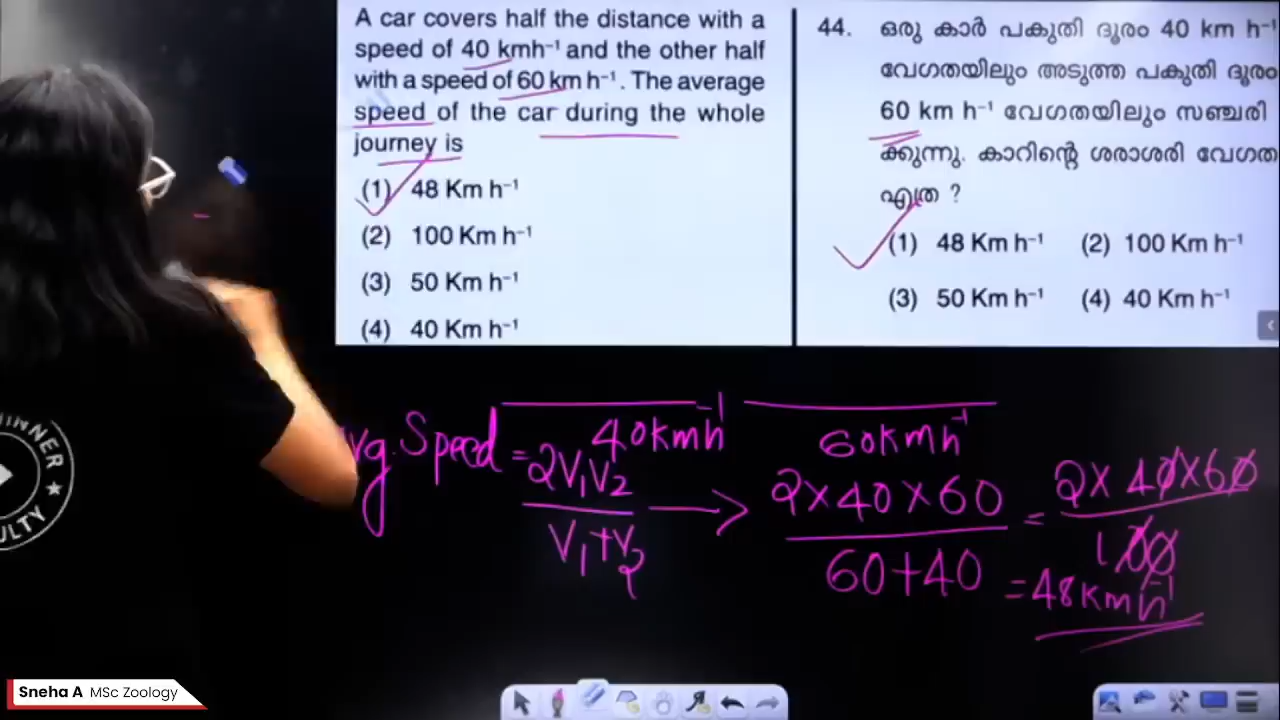 A car covers half the distance with a
speed of 40 kmh⁻¹ and the other half
with a speed of 60 km h⁻¹. The average
speed of the car during the whole
journey is
(1) 48 Km h⁻¹
(2) 100 Km h⁻¹
(3) 50 Km h⁻¹
(4) 40 Km h⁻¹
44. ഒരു കാർ പകുതി ദൂരം 40 km h⁻¹
വേഗതയിലും അടുത്ത പകുതി ദൂരം
60 km h⁻¹ വേഗതയിലും സഞ്ചരി
ക്കുന്നു. കാറിന്റെ ശരാശരി വേഗത
എത്ര ?
(1) 48 Km h⁻¹ (2) 100 Km h⁻¹
(3) 50 Km h⁻¹ (4) 40 Km h⁻¹
40kmh⁻¹ 60kmh⁻¹
vg. Speed = 2V₁V₂ / V₁+V₂ → 2×40×60 / 60+40 = 2×40×60 / 100
= 48kmh⁻¹
INNER ★
ULTY
Sneha A MSc Zoology